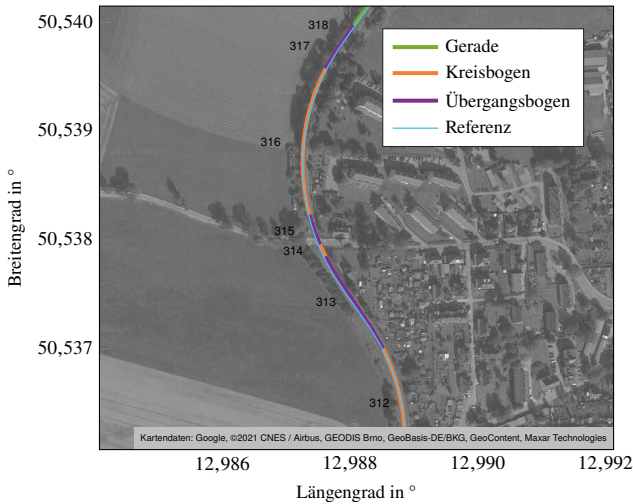 50,540
318
317
Gerade
Kreisbogen
Übergangsbogen
Referenz
50,539
316
315
50,538
314
313
50,537
312
Breitengrad in °
Kartendaten: Google, ©2021 CNES / Airbus, GEODIS Brno, GeoBasis-DE/BKG, GeoContent, Maxar Technologies
12,986
12,988
12,990
12,992
Längengrad in °